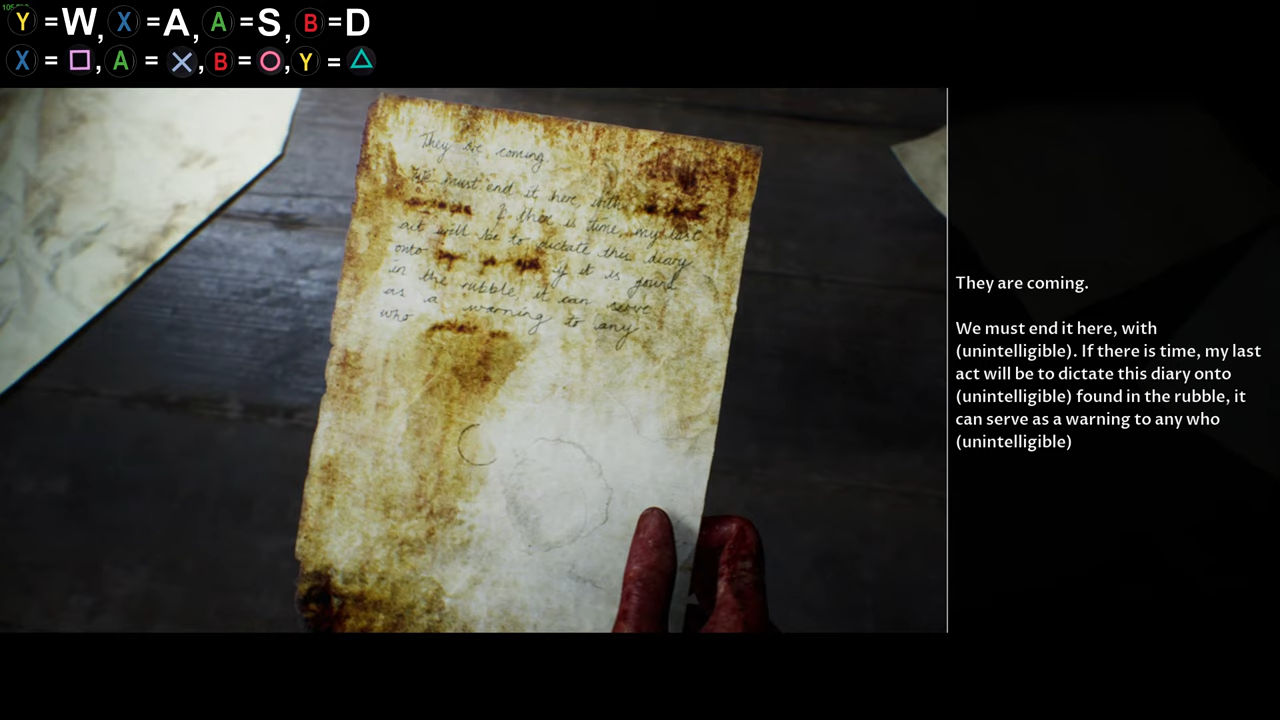 Y = W, X = A, A = S, B = D
X = □, A = ✕, B = ○, Y = △
They are coming.
We must end it here, with
If there is time, my last
act will be to dictate this diary
onto if it is found
in the rubble, it can serve
as a warning to any
who
They are coming.
We must end it here, with
(unintelligible). If there is time, my last
act will be to dictate this diary onto
(unintelligible) found in the rubble, it
can serve as a warning to any who
(unintelligible)